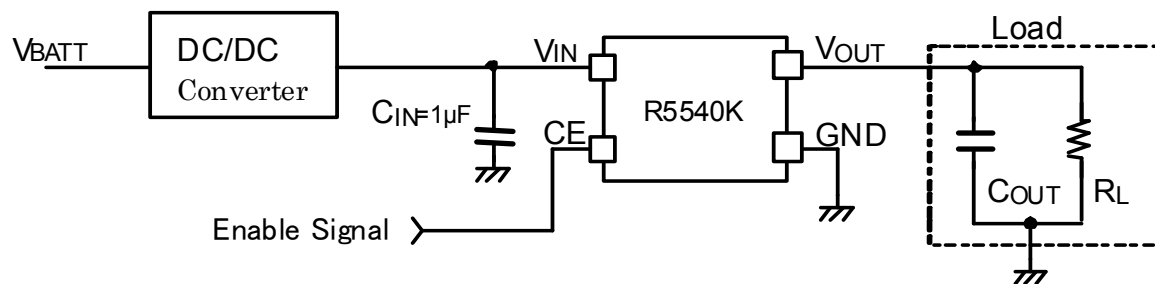 Load
VBATT
DC/DC
Converter
VIN
VOUT
CIN=1µF
R5540K
CE
GND
COUT
RL
Enable Signal